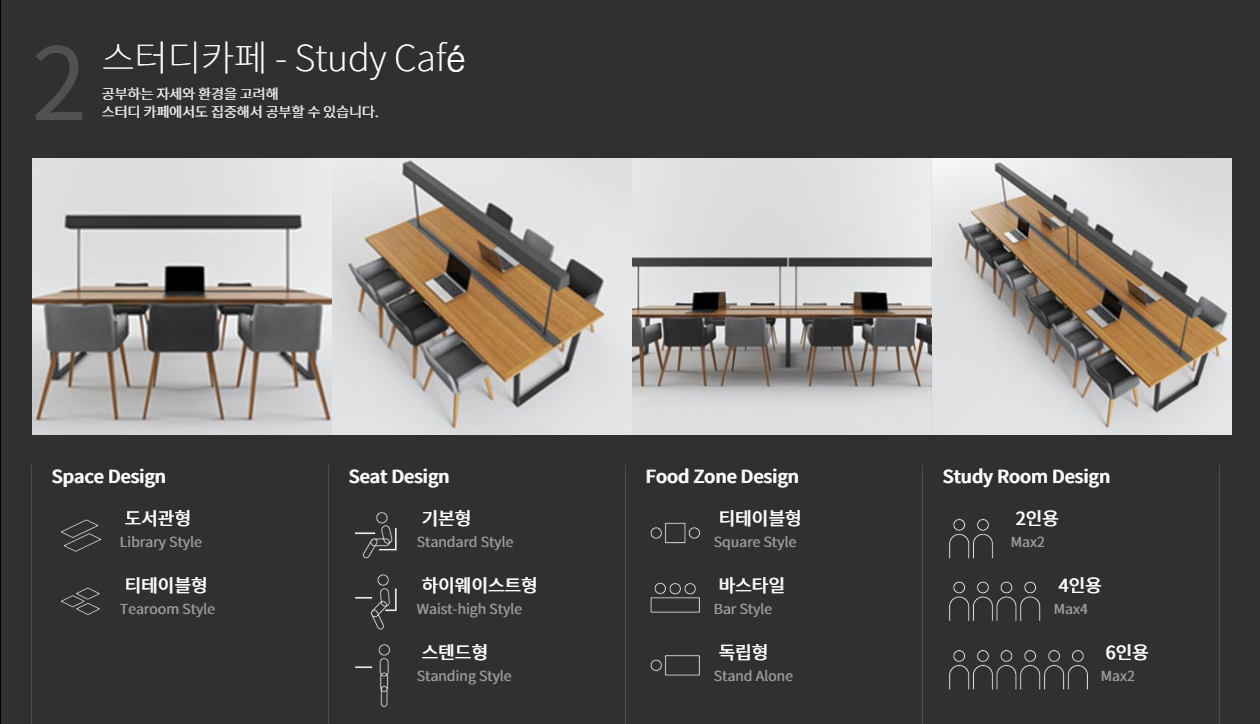 2
스터디카페 - Study Café
공부하는 자세와 환경을 고려해
스터디 카페에서도 집중해서 공부할 수 있습니다.
Space Design
도서관형
Library Style
티테이블형
Tearoom Style
Seat Design
기본형
Standard Style
하이웨이스트형
Waist-high Style
스텐드형
Standing Style
Food Zone Design
티테이블형
Square Style
바스타일
Bar Style
독립형
Stand Alone
Study Room Design
2인용
Max2
4인용
Max4
6인용
Max2